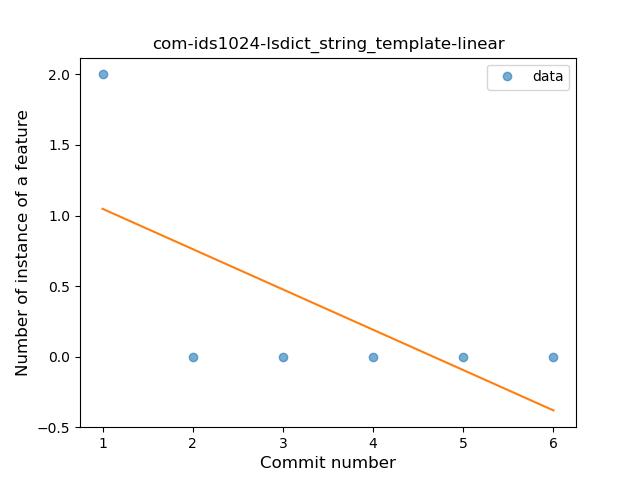 com-ids1024-lsdict_string_template-linear
data
Number of instance of a feature
2.0
1.5
1.0
0.5
0.0
−0.5
1 2 3 4 5 6
Commit number